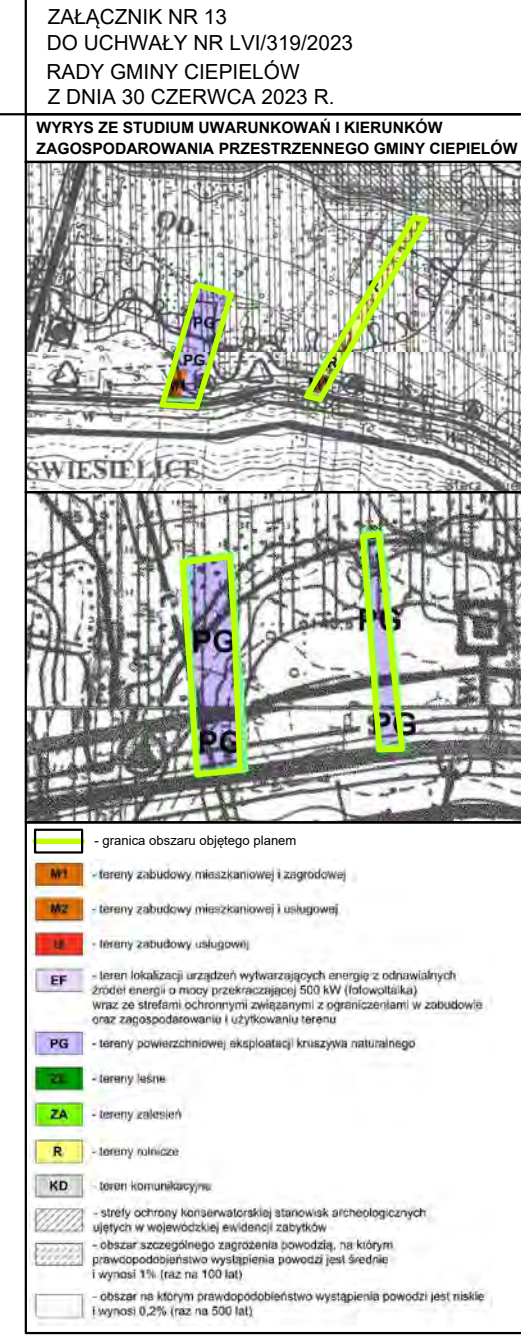 ZAŁĄCZNIK NR 13
DO UCHWAŁY NR LVI/319/2023
RADY GMINY CIEPIELÓW
Z DNIA 30 CZERWCA 2023 R.
WYRYS ZE STUDIUM UWARUNKOWAŃ I KIERUNKÓW
ZAGOSPODAROWANIA PRZESTRZENNEGO GMINY CIEPIELÓW
OD
PG
PG
SWIESIELICE
PG
PG
PG
PG
- granica obszaru objętego planem
M1 - tereny zabudowy mieszkaniowej i zagrodowej
M2 - tereny zabudowy mieszkaniowej i usługowej
U - tereny zabudowy usługowej
EF - teren lokalizacji urządzeń wytwarzających energię z odnawialnych
źródeł energii o mocy przekraczającej 500 kW (fotowoltaika)
wraz ze strefami ochronnymi związanymi z ograniczeniami w zabudowie
oraz zagospodarowaniu i użytkowaniu terenu
PG - tereny powierzchniowej eksploatacji kruszywa naturalnego
- tereny leśne
ZA - tereny zalesień
R - tereny rolnicze
KD - teren komunikacyjne
- strefy ochrony konserwatorskiej stanowisk archeologicznych
ujętych w wojewódzkiej ewidencji zabytków
- obszar szczególnego zagrożenia powodzią, na którym
prawdopodobieństwo wystąpienia powodzi jest średnie
i wynosi 1% (raz na 100 lat)
- obszar na którym prawdopodobieństwo wystąpienia powodzi jest niskie
i wynosi 0,2% (raz na 500 lat)